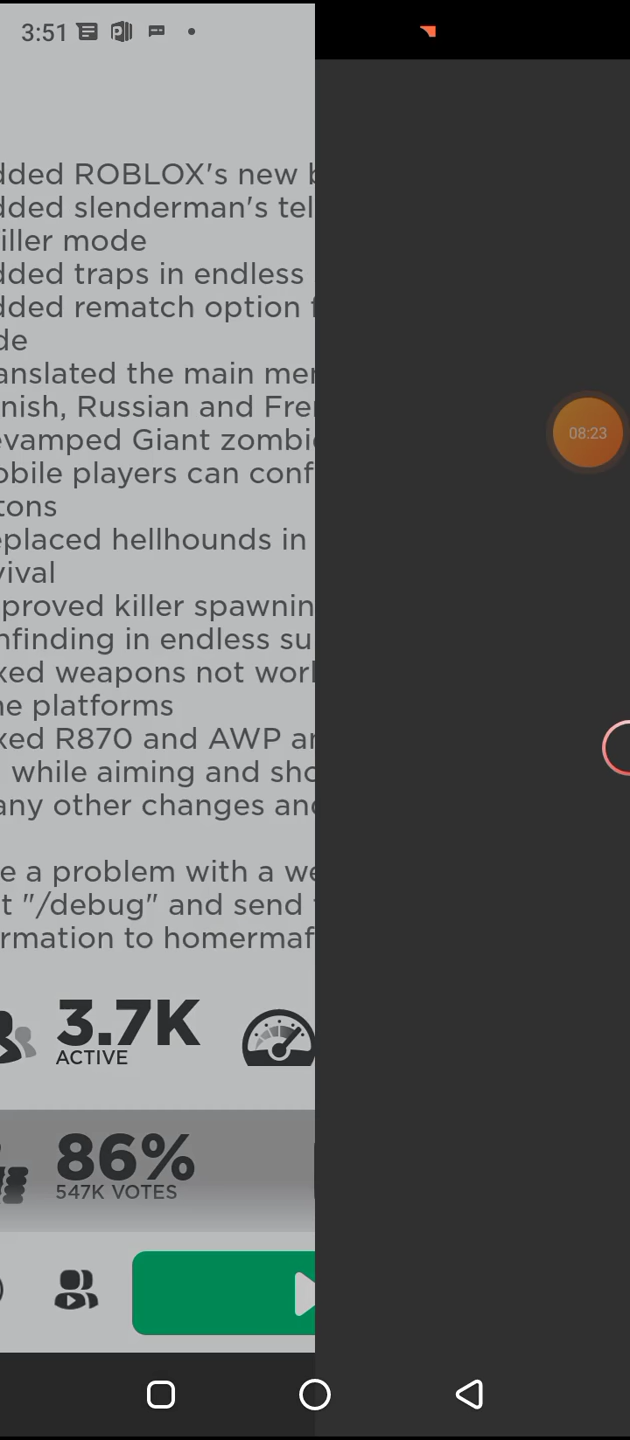 3:51
dded ROBLOX's new b
dded slenderman's tel
iller mode
dded traps in endless
dded rematch option f
de
anslated the main mer
nish, Russian and Fren
evamped Giant zombie
obile players can conf
tons
eplaced hellhounds in
vival
proved killer spawnin
hfinding in endless su
xed weapons not worl
ne platforms
xed R870 and AWP ar
while aiming and sho
any other changes and
e a problem with a we
t "/debug" and send t
rmation to homermaf
3.7K
ACTIVE
86%
547K VOTES
08:23